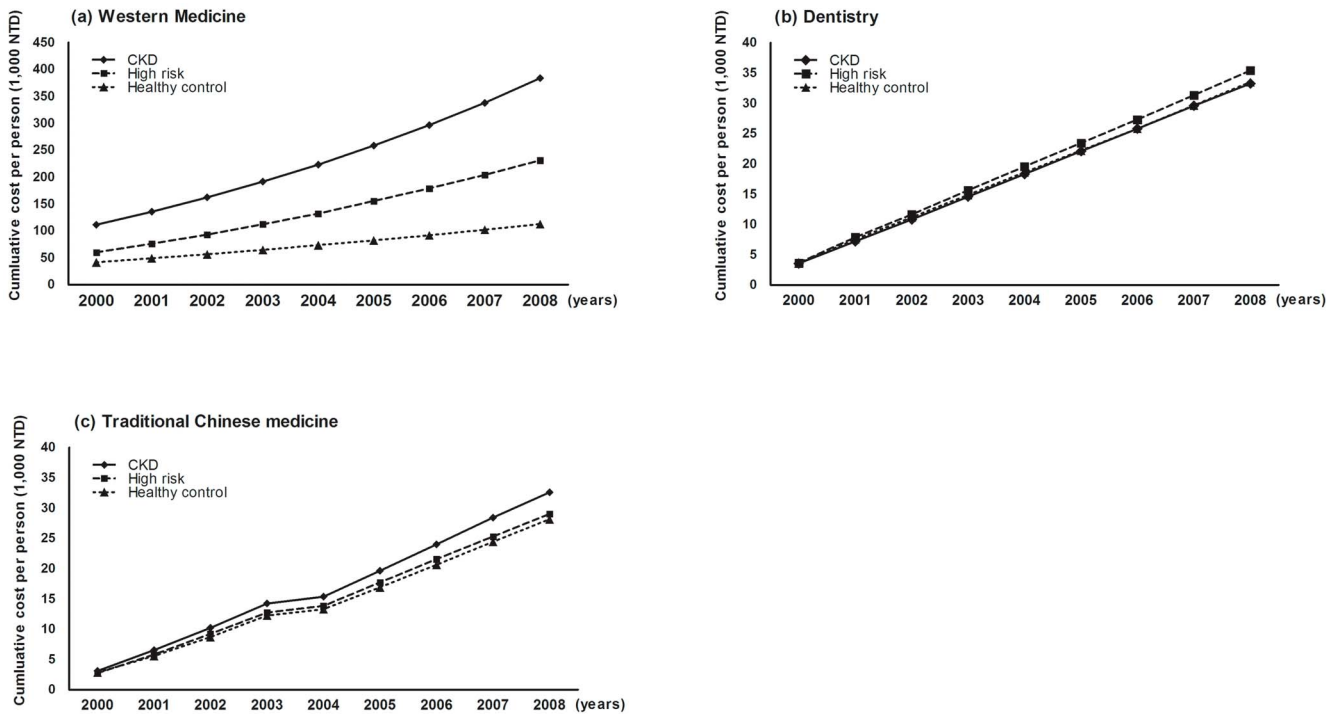 (a) Western Medicine
Cumluative cost per person (1,000 NTD)
450
400
350
300
250
200
150
100
50
0
CKD
High risk
Healthy control
2000 2001 2002 2003 2004 2005 2006 2007 2008 (years)
(b) Dentistry
Cumluative cost per person (1,000 NTD)
40
35
30
25
20
15
10
5
0
CKD
High risk
Healthy control
2000 2001 2002 2003 2004 2005 2006 2007 2008 (years)
(c) Traditional Chinese medicine
Cumluative cost per person (1,000 NTD)
40
35
30
25
20
15
10
5
0
CKD
High risk
Healthy control
2000 2001 2002 2003 2004 2005 2006 2007 2008 (years)